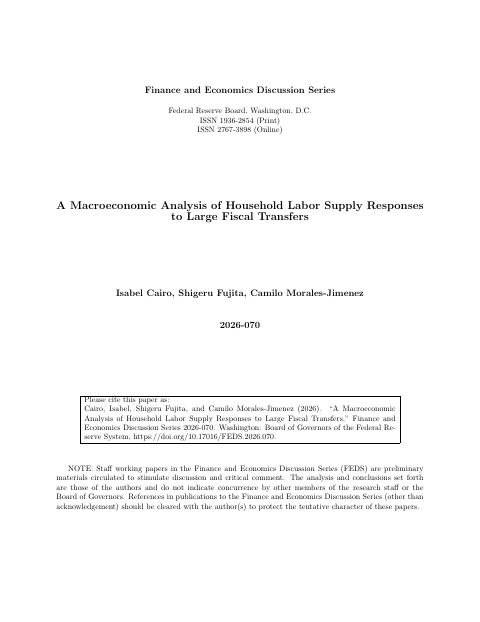 Finance and Economics Discussion Series
Federal Reserve Board, Washington, D.C.
ISSN 1936-2854 (Print)
ISSN 2767-3898 (Online)
A Macroeconomic Analysis of Household Labor Supply Responses
to Large Fiscal Transfers
Isabel Cairo, Shigeru Fujita, Camilo Morales-Jimenez
2026-070
Please cite this paper as:
Cairo, Isabel, Shigeru Fujita, and Camilo Morales-Jimenez (2026). “A Macroeconomic
Analysis of Household Labor Supply Responses to Large Fiscal Transfers,” Finance and
Economics Discussion Series 2026-070. Washington: Board of Governors of the Federal Re-
serve System, https://doi.org/10.17016/FEDS.2026.070.
NOTE: Staff working papers in the Finance and Economics Discussion Series (FEDS) are preliminary
materials circulated to stimulate discussion and critical comment. The analysis and conclusions set forth
are those of the authors and do not indicate concurrence by other members of the research staff or the
Board of Governors. References in publications to the Finance and Economics Discussion Series (other than
acknowledgement) should be cleared with the author(s) to protect the tentative character of these papers.